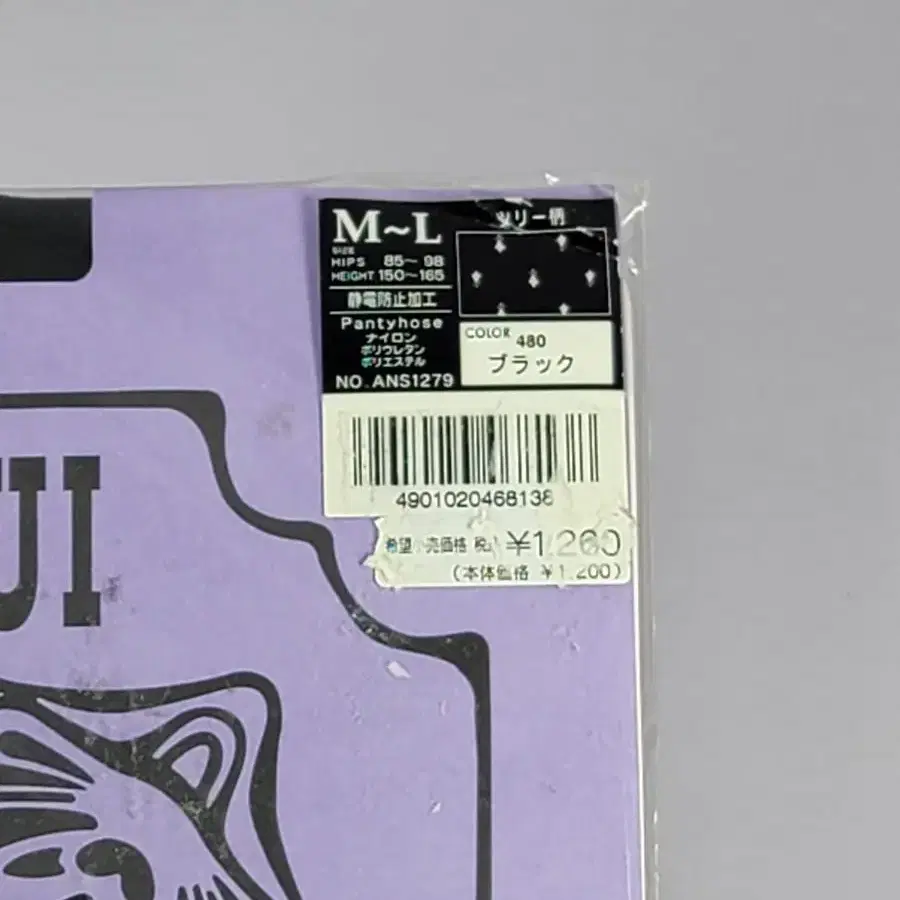 M~L
SIZE
HIPS 85~98
HEIGHT 150~165
静電防止加工
Pantyhose
ナイロン
ポリウレタン
ポリエステル
NO.ANS1279
ツリー柄
COLOR 480
ブラック
4901020468138
希望小売価格 税込 ¥1,260
(本体価格 ¥1,200)
UI